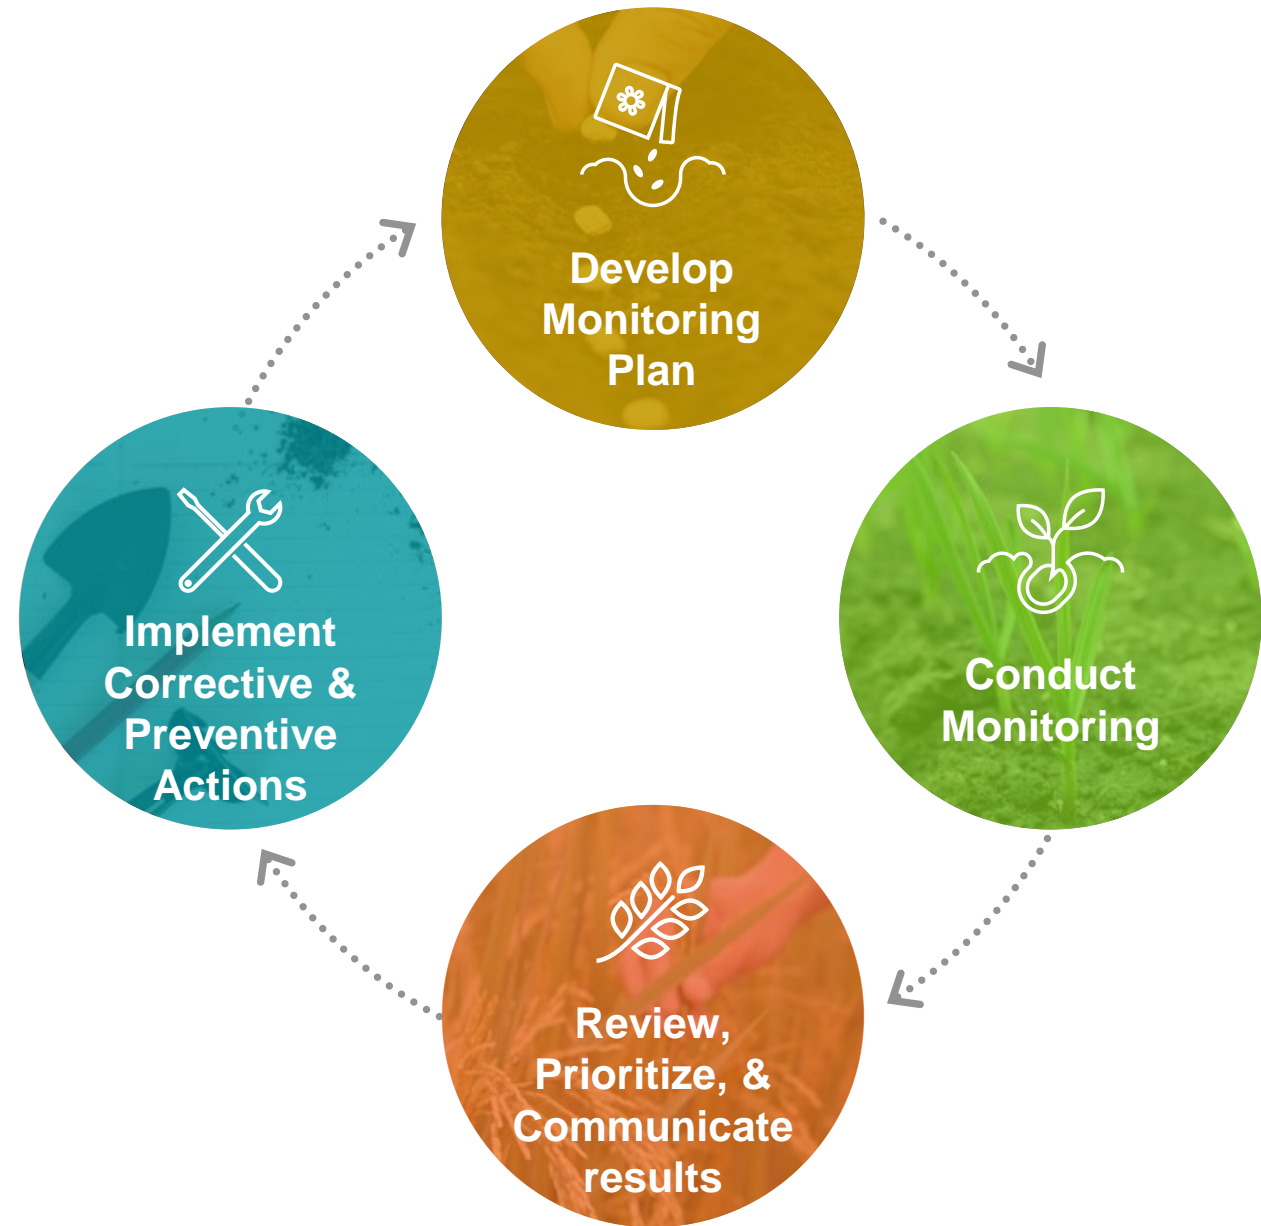 Develop
Monitoring
Plan
Conduct
Monitoring
Review,
Prioritize, &
Communicate
results
Implement
Corrective &
Preventive
Actions